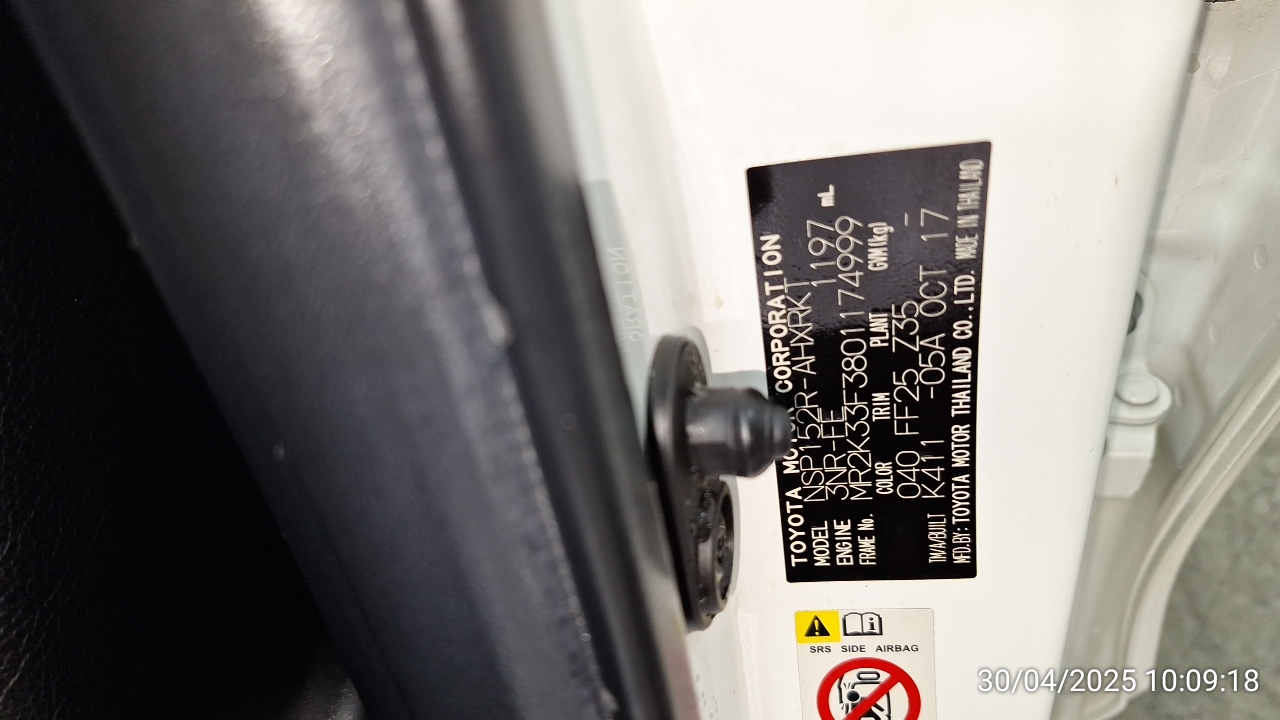 TOYOTA MOTOR CORPORATION
MODEL NSP152R-AHXRKT
ENGINE 3NR-FE 1197 mL
FRAME No. MR2K33F3801174999
COLOR TRIM PLANT GVM(kg)
040 FF25 Z35 -
TM/A/BUILT K411 -05A OCT 17
MFD.BY: TOYOTA MOTOR THAILAND CO.,LTD. MADE IN THAILAND
SRS SIDE AIRBAG
30/04/2025 10:09:18